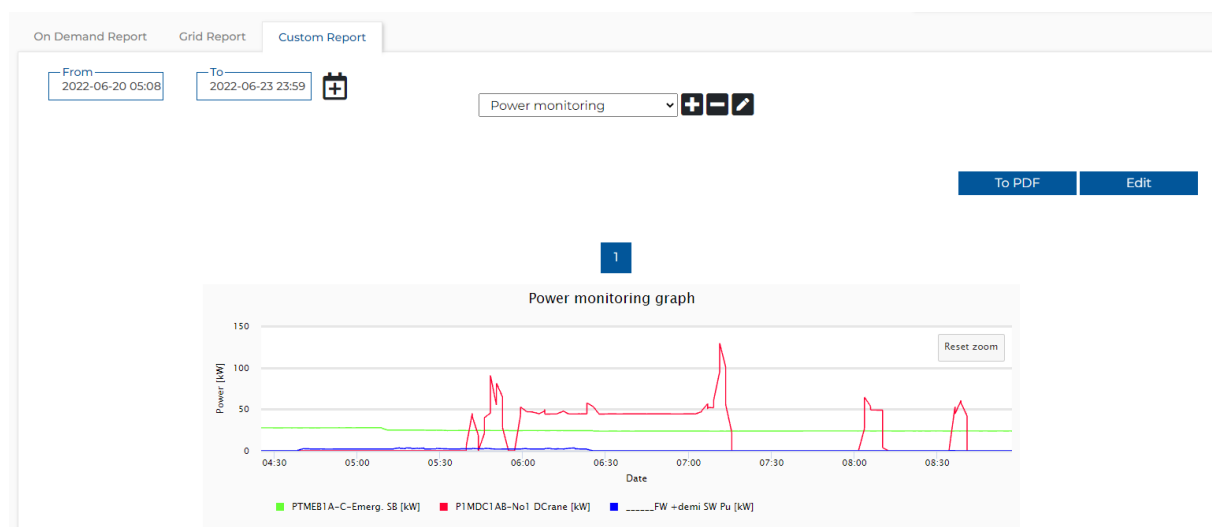 On Demand Report Grid Report Custom Report
From To
2022-06-20 05:08 2022-06-23 23:59
Power monitoring
To PDF Edit
1
Power monitoring graph
150
Reset zoom
100
50
0
Power [kW]
04:30 05:00 05:30 06:00 06:30 07:00 07:30 08:00 08:30
Date
PTMEB1A-C-Emerg. SB [kW] P1MDC1AB-No1 DCrane [kW] ______FW +demi SW Pu [kW]